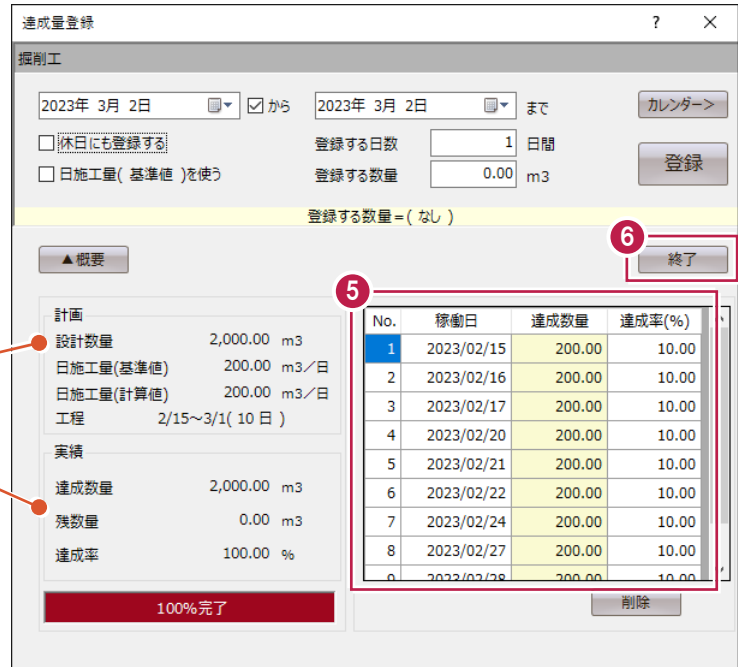 達成量登録 ? ×
掘削工
2023年 3月 2日 から 2023年 3月 2日 まで カレンダー>
休日にも登録する 登録する日数 1 日間
日施工量( 基準値 )を使う 登録する数量 0.00 m3
登録
登録する数量=( なし )
6
▲概要 終了
5
計画
設計数量 2,000.00 m3
日施工量(基準値) 200.00 m3/日
日施工量(計算値) 200.00 m3/日
工程 2/15～3/1( 10 日 )
実績
達成数量 2,000.00 m3
残数量 0.00 m3
達成率 100.00 %
100%完了
No. 稼働日 達成数量 達成率(%)
1 2023/02/15 200.00 10.00
2 2023/02/16 200.00 10.00
3 2023/02/17 200.00 10.00
4 2023/02/20 200.00 10.00
5 2023/02/21 200.00 10.00
6 2023/02/22 200.00 10.00
7 2023/02/24 200.00 10.00
8 2023/02/27 200.00 10.00
9 2023/02/28 200.00 10.00
削除